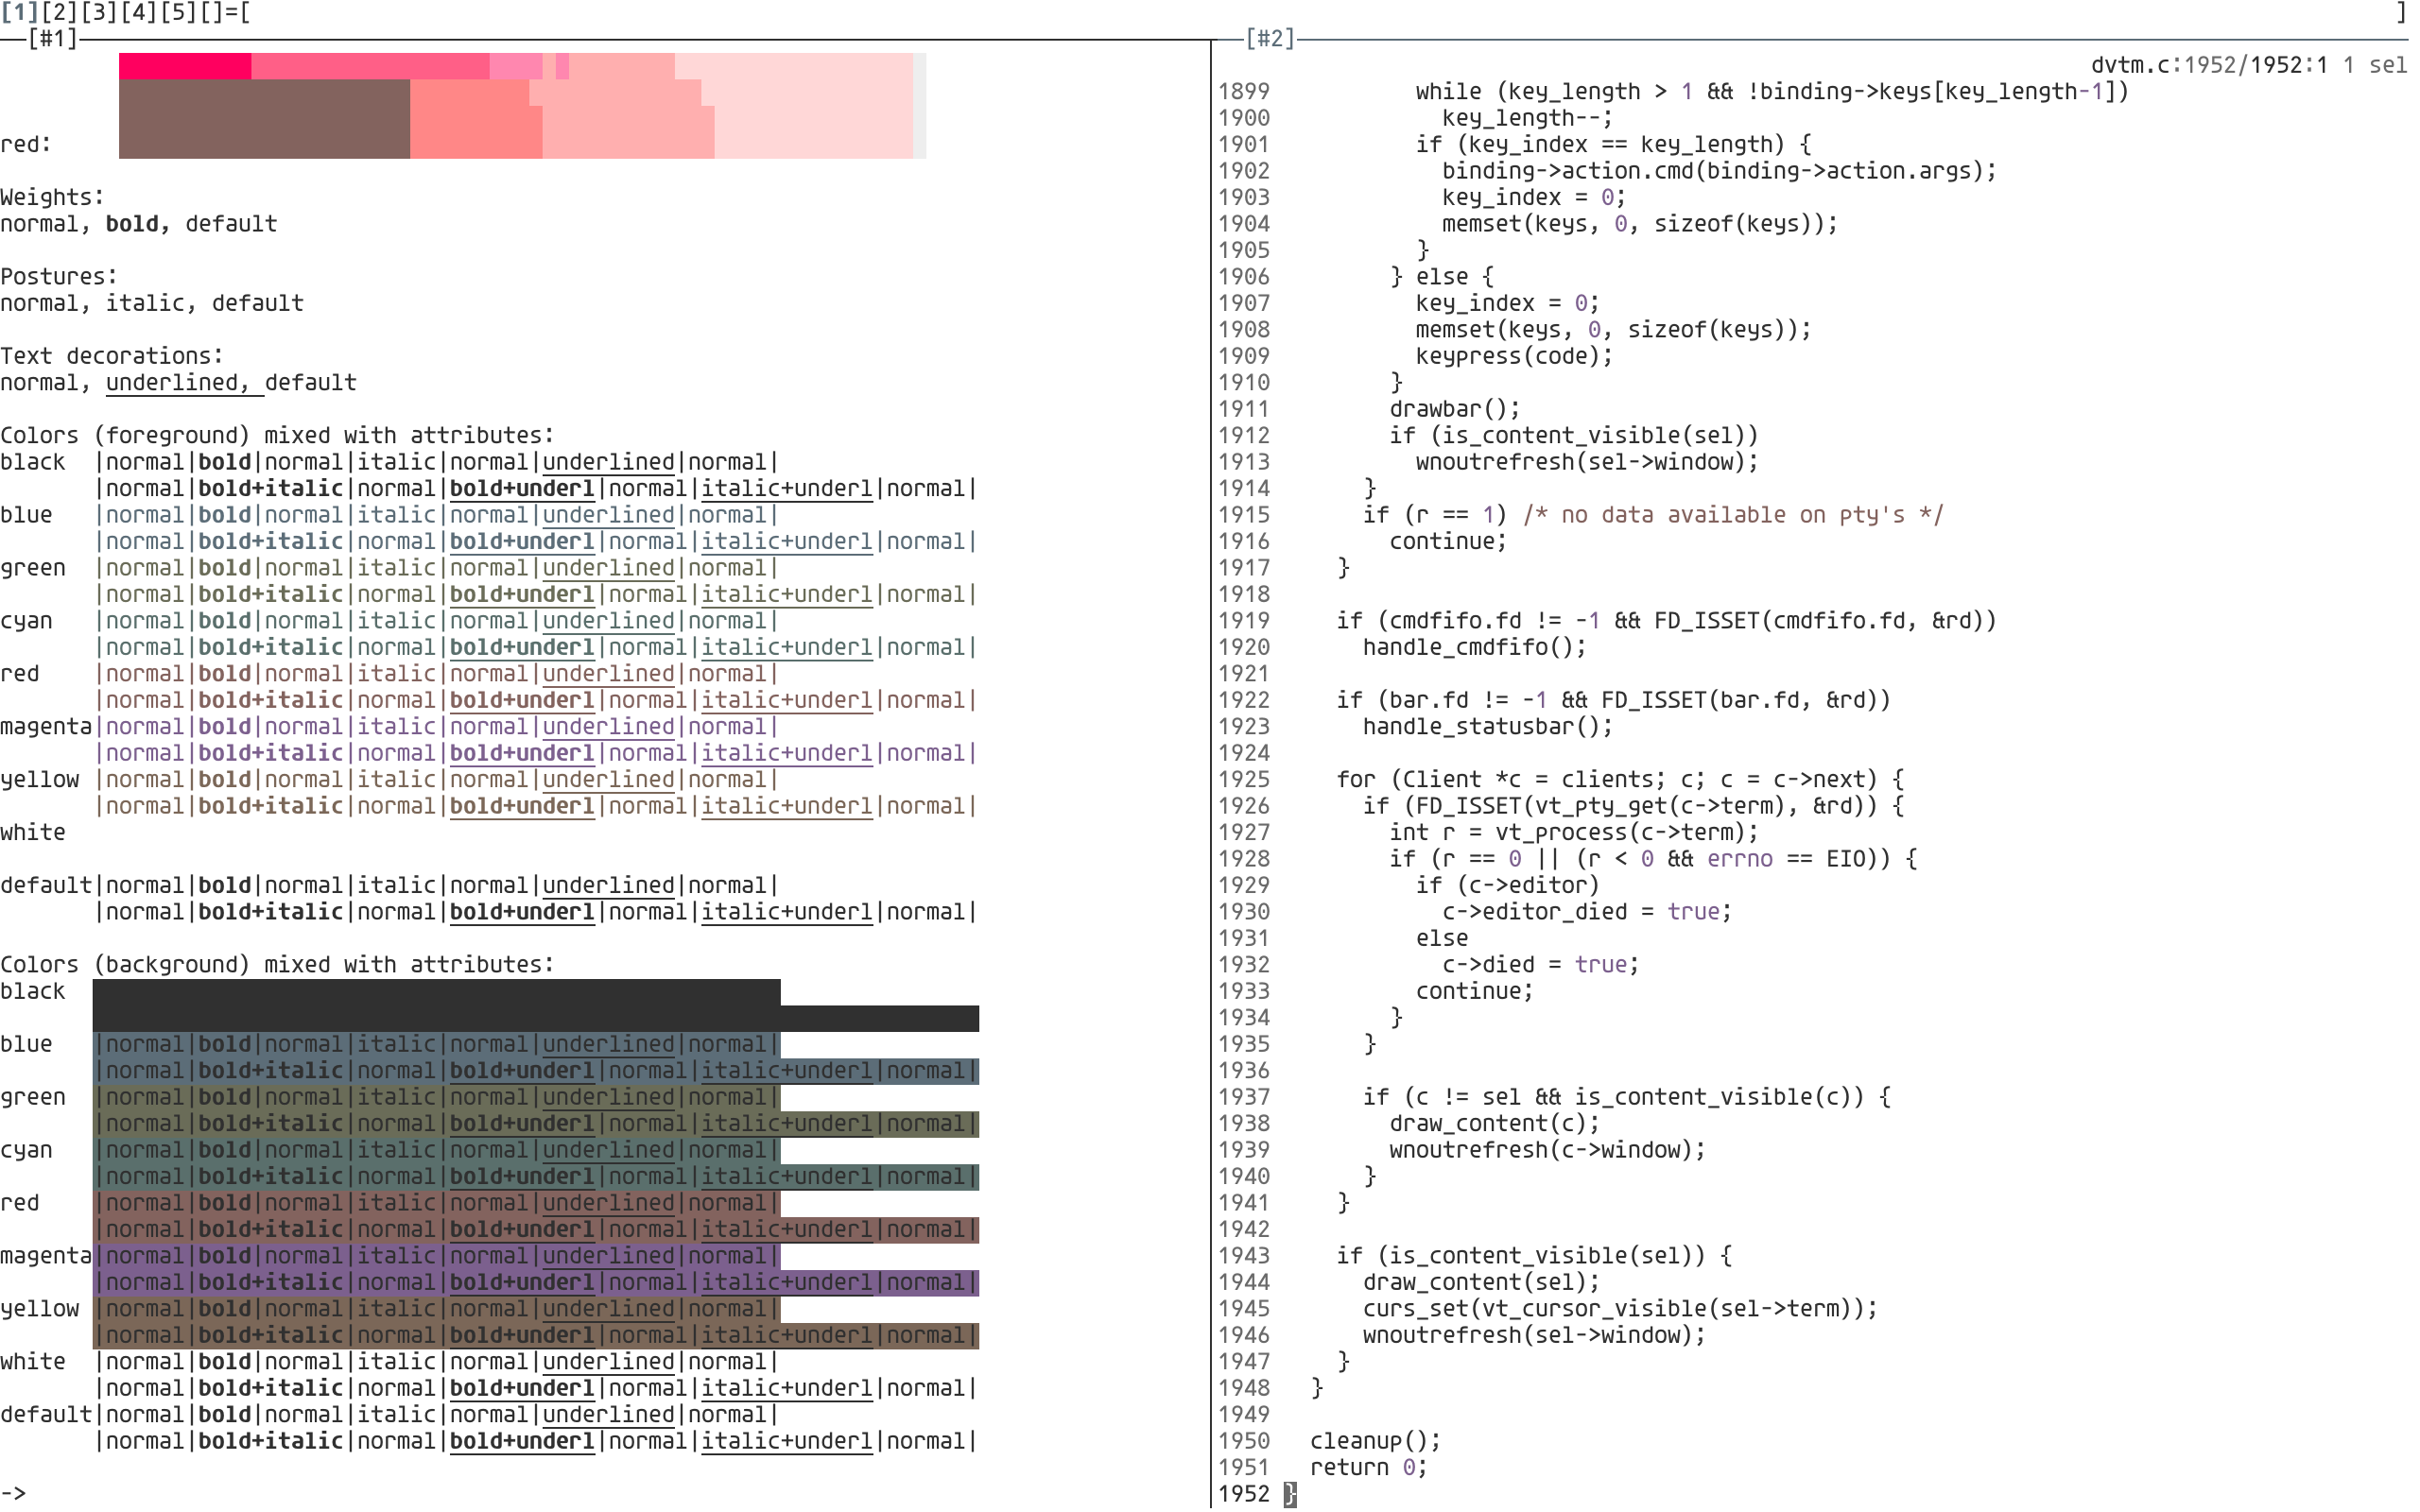 [1][2][3][4][5][]=[ ]
[#1]
red:
Weights:
normal, bold, default
Postures:
normal, italic, default
Text decorations:
normal, underlined, default
Colors (foreground) mixed with attributes:
black |normal|bold|normal|italic|normal|underlined|normal|
|normal|bold+italic|normal|bold+underl|normal|italic+underl|normal|
blue |normal|bold|normal|italic|normal|underlined|normal|
|normal|bold+italic|normal|bold+underl|normal|italic+underl|normal|
green |normal|bold|normal|italic|normal|underlined|normal|
|normal|bold+italic|normal|bold+underl|normal|italic+underl|normal|
cyan |normal|bold|normal|italic|normal|underlined|normal|
|normal|bold+italic|normal|bold+underl|normal|italic+underl|normal|
red |normal|bold|normal|italic|normal|underlined|normal|
|normal|bold+italic|normal|bold+underl|normal|italic+underl|normal|
magenta|normal|bold|normal|italic|normal|underlined|normal|
|normal|bold+italic|normal|bold+underl|normal|italic+underl|normal|
yellow |normal|bold|normal|italic|normal|underlined|normal|
|normal|bold+italic|normal|bold+underl|normal|italic+underl|normal|
white
default|normal|bold|normal|italic|normal|underlined|normal|
|normal|bold+italic|normal|bold+underl|normal|italic+underl|normal|
Colors (background) mixed with attributes:
black
blue |normal|bold|normal|italic|normal|underlined|normal|
|normal|bold+italic|normal|bold+underl|normal|italic+underl|normal|
green |normal|bold|normal|italic|normal|underlined|normal|
|normal|bold+italic|normal|bold+underl|normal|italic+underl|normal|
cyan |normal|bold|normal|italic|normal|underlined|normal|
|normal|bold+italic|normal|bold+underl|normal|italic+underl|normal|
red |normal|bold|normal|italic|normal|underlined|normal|
|normal|bold+italic|normal|bold+underl|normal|italic+underl|normal|
magenta|normal|bold|normal|italic|normal|underlined|normal|
|normal|bold+italic|normal|bold+underl|normal|italic+underl|normal|
yellow |normal|bold|normal|italic|normal|underlined|normal|
|normal|bold+italic|normal|bold+underl|normal|italic+underl|normal|
white |normal|bold|normal|italic|normal|underlined|normal|
|normal|bold+italic|normal|bold+underl|normal|italic+underl|normal|
default|normal|bold|normal|italic|normal|underlined|normal|
|normal|bold+italic|normal|bold+underl|normal|italic+underl|normal|
->
[#2]
dvtm.c:1952/1952:1 1 sel
1899 while (key_length > 1 && !binding->keys[key_length-1])
1900 key_length--;
1901 if (key_index == key_length) {
1902 binding->action.cmd(binding->action.args);
1903 key_index = 0;
1904 memset(keys, 0, sizeof(keys));
1905 }
1906 } else {
1907 key_index = 0;
1908 memset(keys, 0, sizeof(keys));
1909 keypress(code);
1910 }
1911 drawbar();
1912 if (is_content_visible(sel))
1913 wnoutrefresh(sel->window);
1914 }
1915 if (r == 1) /* no data available on pty's */
1916 continue;
1917 }
1918
1919 if (cmdfifo.fd != -1 && FD_ISSET(cmdfifo.fd, &rd))
1920 handle_cmdfifo();
1921
1922 if (bar.fd != -1 && FD_ISSET(bar.fd, &rd))
1923 handle_statusbar();
1924
1925 for (Client *c = clients; c; c = c->next) {
1926 if (FD_ISSET(vt_pty_get(c->term), &rd)) {
1927 int r = vt_process(c->term);
1928 if (r == 0 || (r < 0 && errno == EIO)) {
1929 if (c->editor)
1930 c->editor_died = true;
1931 else
1932 c->died = true;
1933 continue;
1934 }
1935 }
1936
1937 if (c != sel && is_content_visible(c)) {
1938 draw_content(c);
1939 wnoutrefresh(c->window);
1940 }
1941 }
1942
1943 if (is_content_visible(sel)) {
1944 draw_content(sel);
1945 curs_set(vt_cursor_visible(sel->term));
1946 wnoutrefresh(sel->window);
1947 }
1948 }
1949
1950 cleanup();
1951 return 0;
1952 }